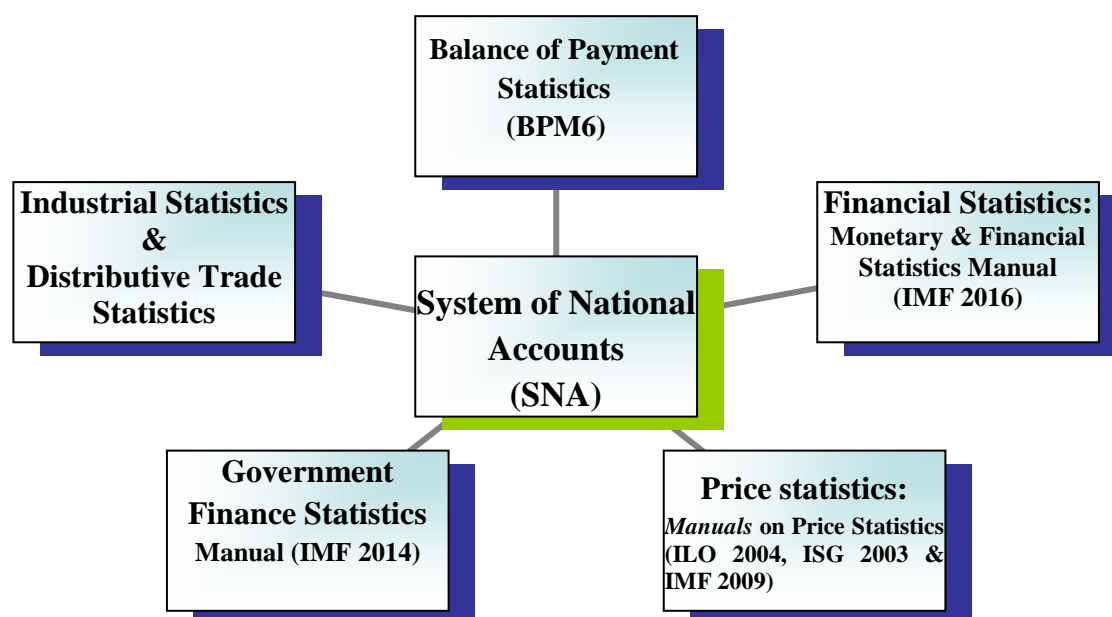 Balance of Payment
Statistics
(BPM6)
Industrial Statistics
&
Distributive Trade
Statistics
Financial Statistics:
Monetary & Financial
Statistics Manual
(IMF 2016)
System of National
Accounts
(SNA)
Government
Finance Statistics
Manual (IMF 2014)
Price statistics:
Manuals on Price Statistics
(ILO 2004, ISG 2003 &
IMF 2009)